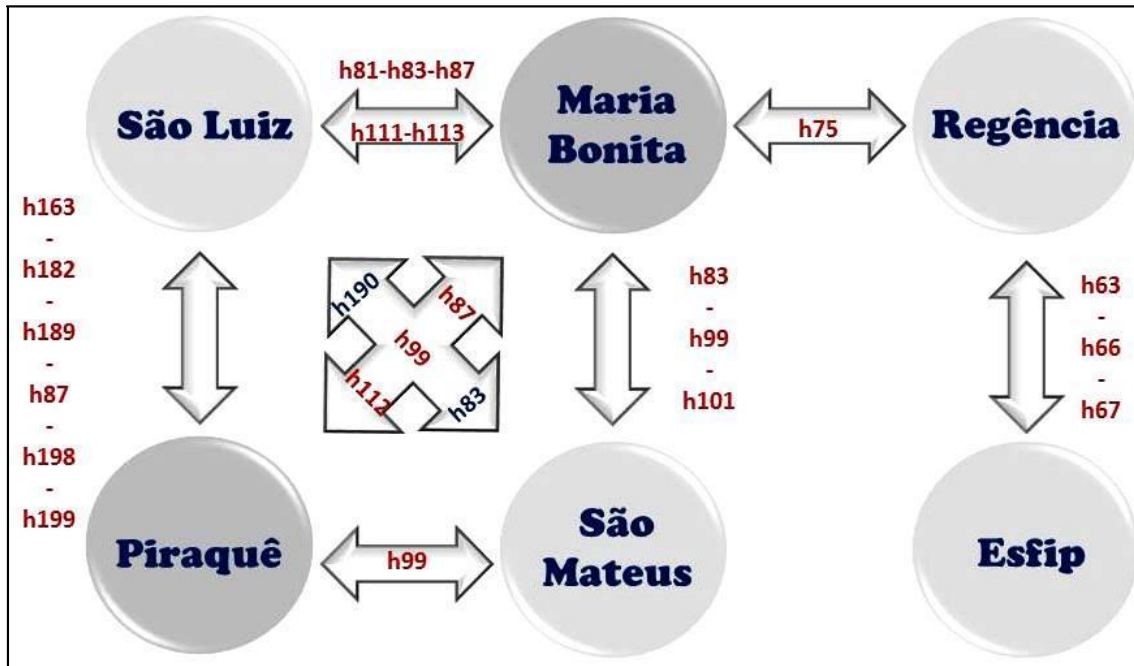 h81-h83-h87
São Luiz
h111-h113
Maria
Bonita
h75
Regência
h163
-
h182
-
h189
-
h87
-
h198
-
h199
h190
h87
h99
h112
h83
h83
-
h99
-
h101
h63
-
h66
-
h67
Piraquê
h99
São
Mateus
Esfip